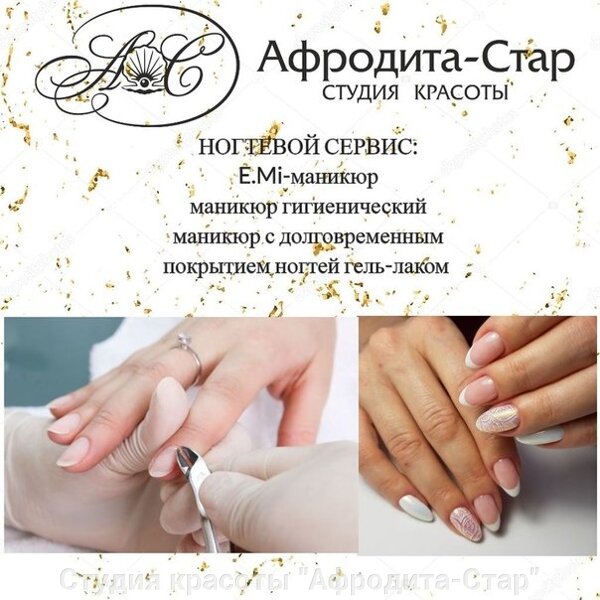 АС
Афродита-Стар
СТУДИЯ КРАСОТЫ
НОГТЕВОЙ СЕРВИС:
E.Mi-маникюр
маникюр гигиенический
маникюр с долговременным
покрытием ногтей гель-лаком
Студия красоты "Афродита-Стар"